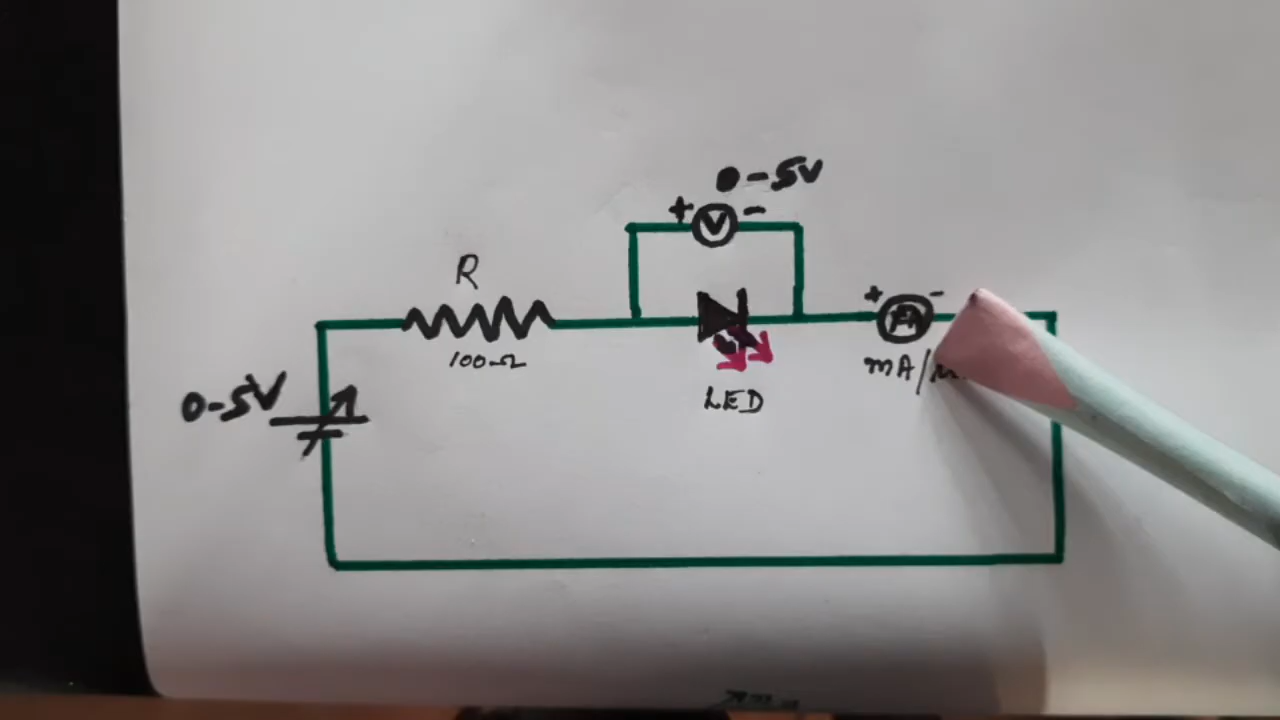 0-5V
+ V -
R
+ A -
100Ω
mA/
0-5V
LED